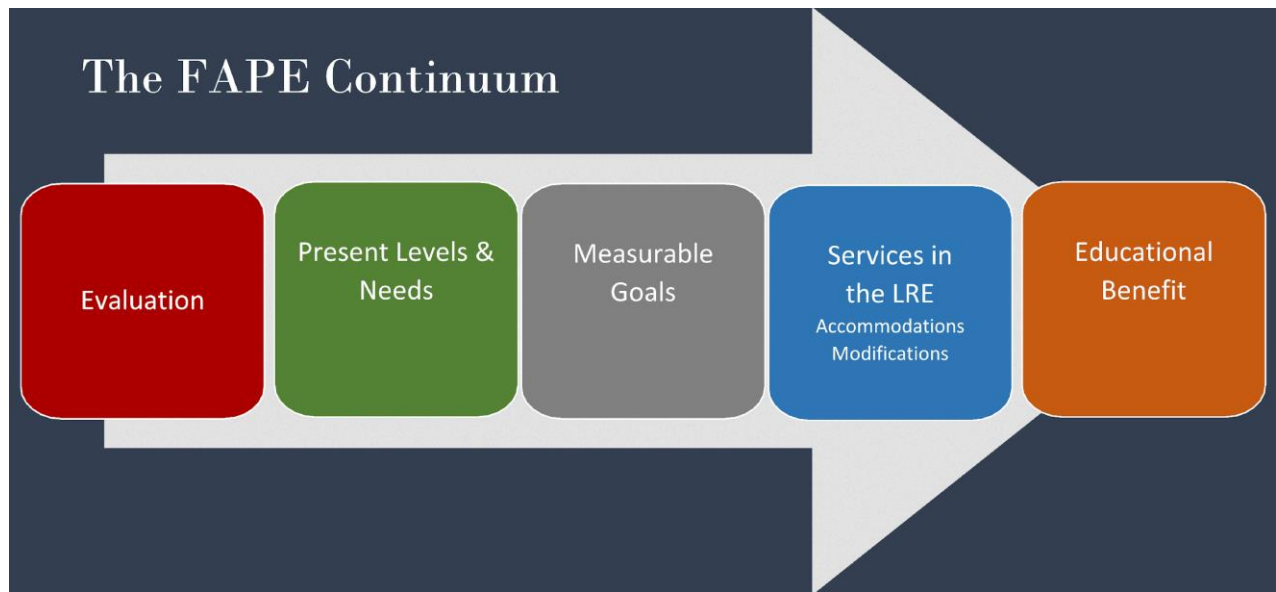 The FAPE Continuum
Evaluation
Present Levels &
Needs
Measurable
Goals
Services in
the LRE
Accommodations
Modifications
Educational
Benefit